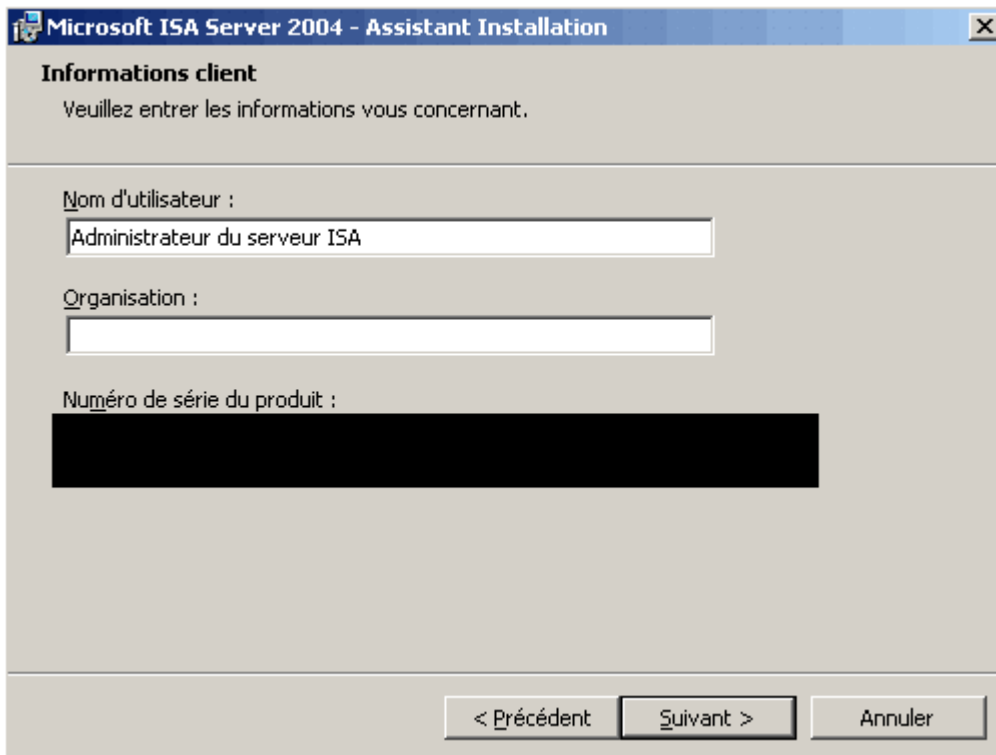 Microsoft ISA Server 2004 - Assistant Installation
Informations client
Veuillez entrer les informations vous concernant.
Nom d'utilisateur :
Administrateur du serveur ISA
Organisation :
Numéro de série du produit :
< Précédent
Suivant >
Annuler